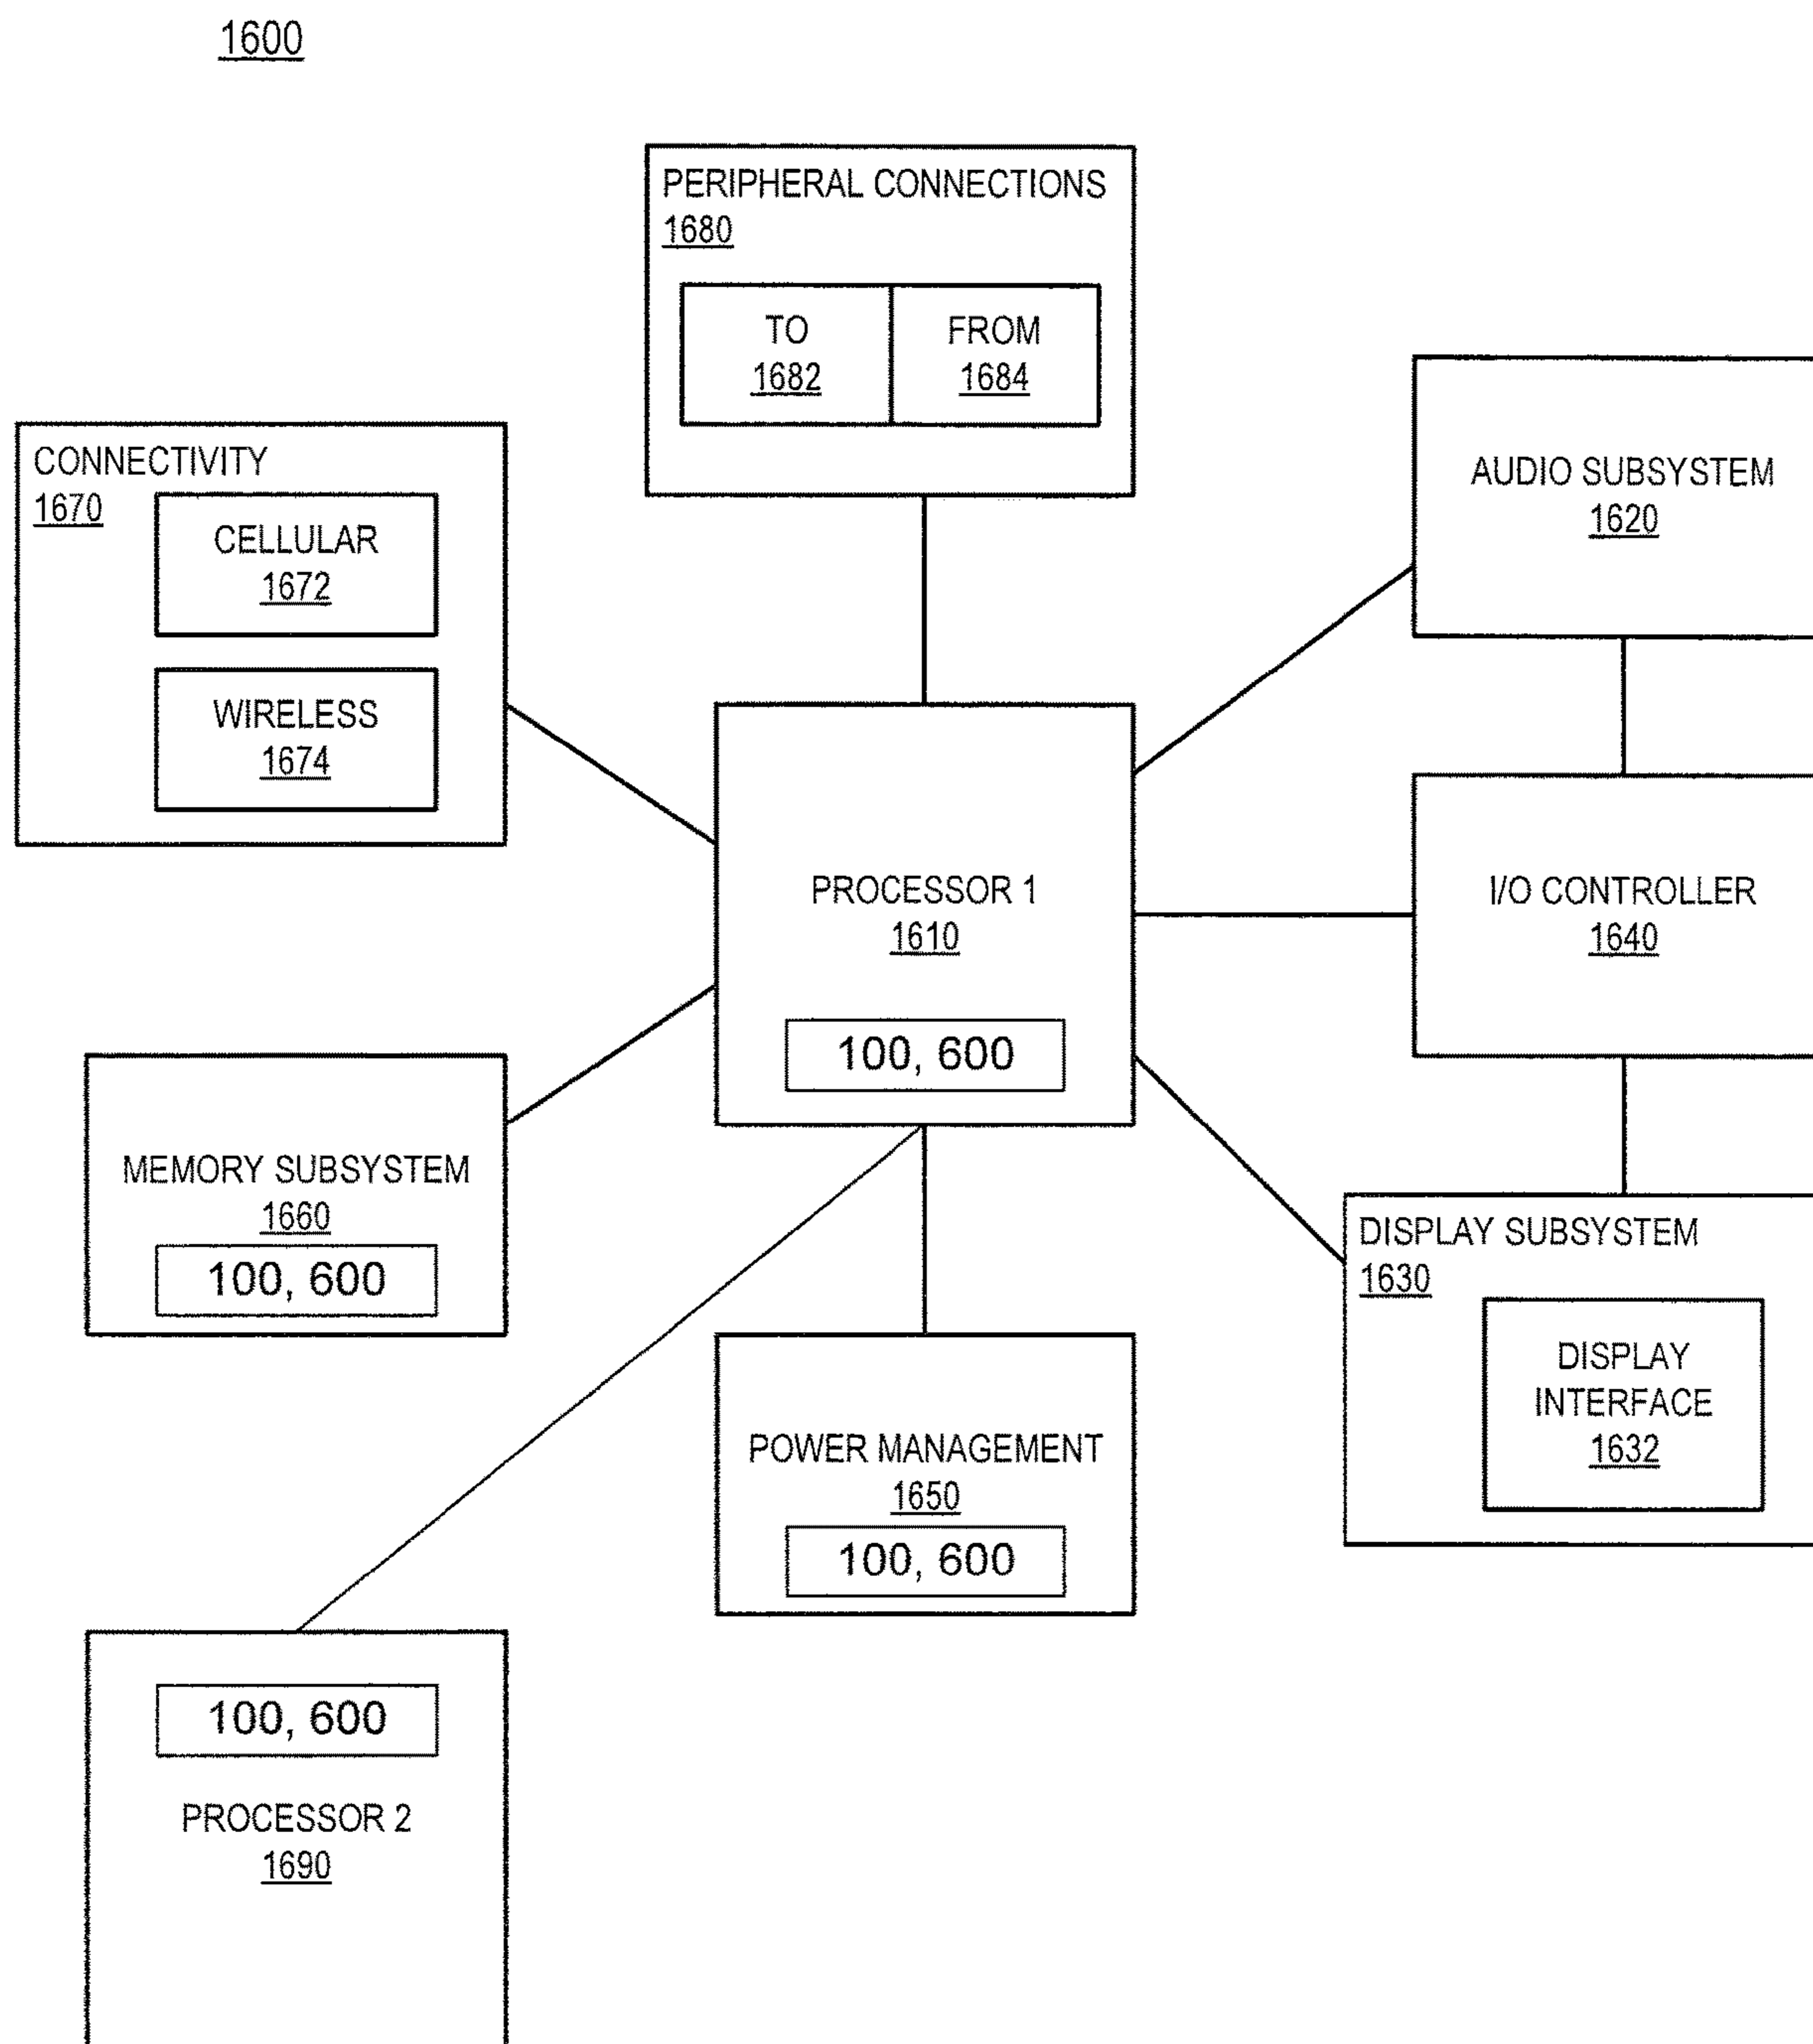 1600
PERIPHERAL CONNECTIONS
1680
TO
1682
FROM
1684
CONNECTIVITY
1670
CELLULAR
1672
WIRELESS
1674
AUDIO SUBSYSTEM
1620
PROCESSOR 1
1610
100, 600
I/O CONTROLLER
1640
MEMORY SUBSYSTEM
1660
100, 600
DISPLAY SUBSYSTEM
1630
DISPLAY
INTERFACE
1632
POWER MANAGEMENT
1650
100, 600
100, 600
PROCESSOR 2
1690